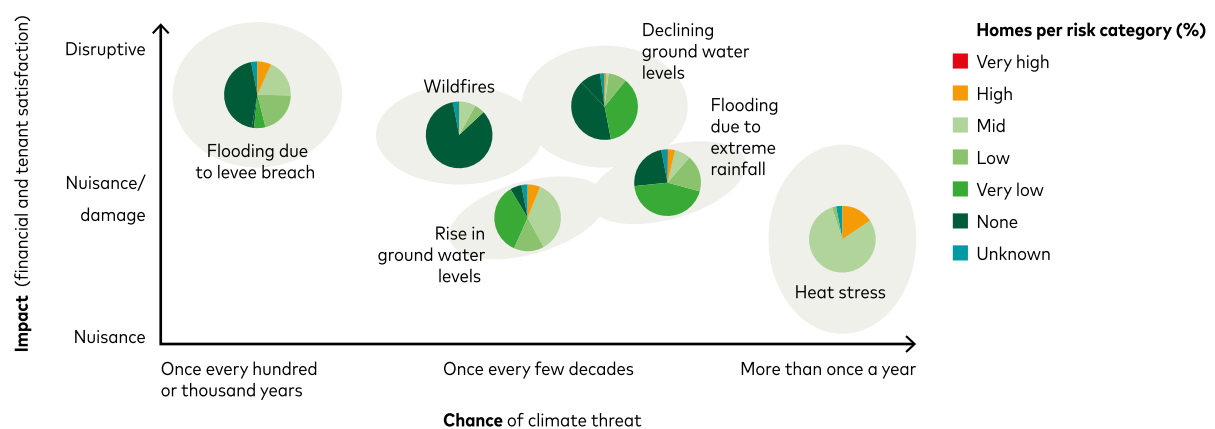 Impact (financial and tenant satisfaction)
Disruptive
Nuisance/
damage
Nuisance
Flooding due
to levee breach
Wildfires
Declining
ground water
levels
Flooding
due to
extreme
rainfall
Rise in
ground water
levels
Heat stress
Once every hundred
or thousand years
Once every few decades
More than once a year
Chance of climate threat
Homes per risk category (%)
Very high
High
Mid
Low
Very low
None
Unknown